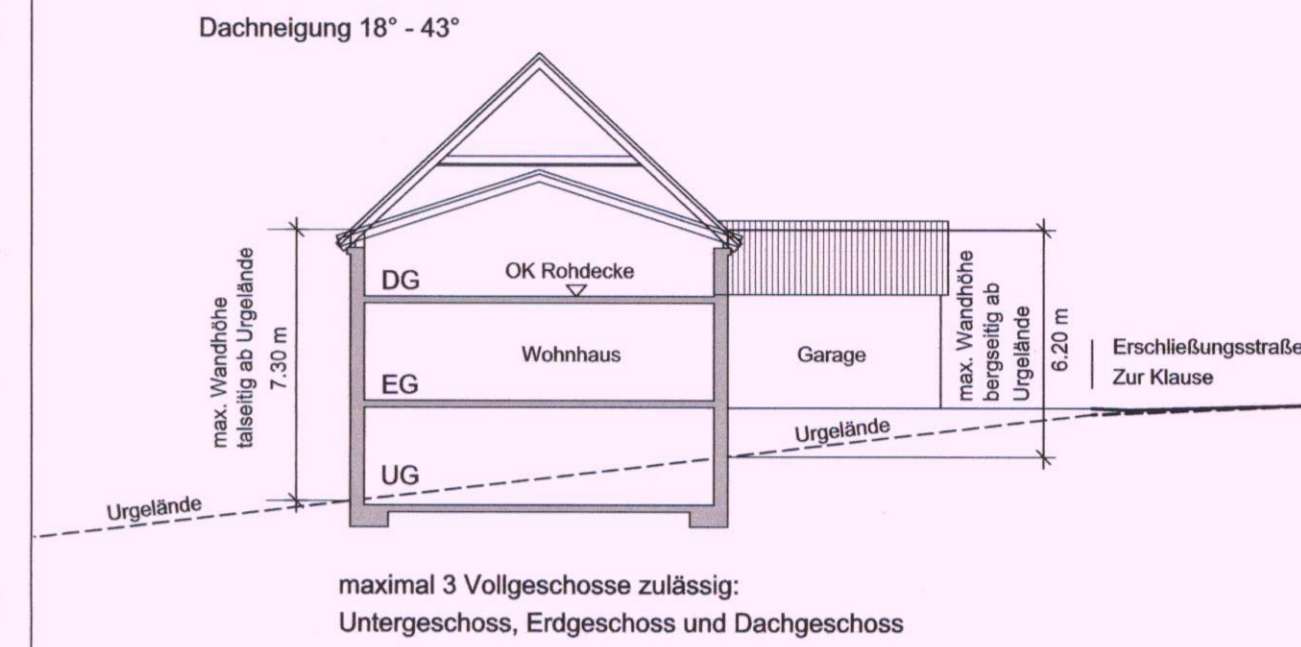 Dachneigung 18° - 43°
max. Wandhöhe
talseitig ab Urgelände
7.30 m
DG
OK Rohdecke
Wohnhaus
EG
UG
Garage
max. Wandhöhe
bergseitig ab
Urgelände
6.20 m
Erschließungsstraße
Zur Klause
Urgelände
Urgelände
maximal 3 Vollgeschosse zulässig:
Untergeschoss, Erdgeschoss und Dachgeschoss